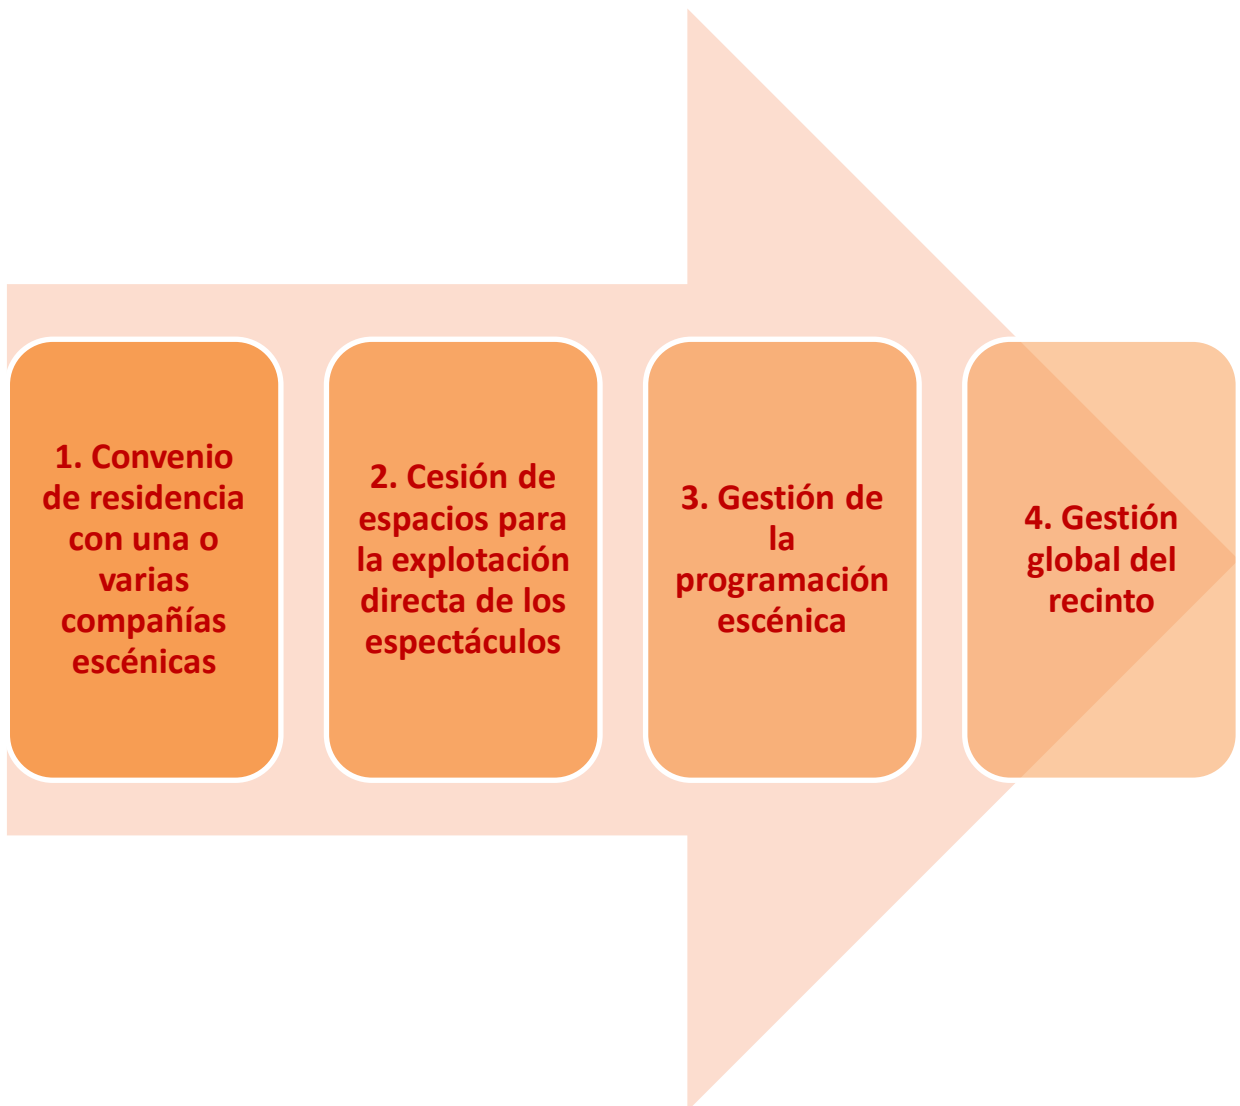 1. Convenio
de residencia
con una o
varias
compañías
escénicas
2. Cesión de
espacios para
la explotación
directa de los
espectáculos
3. Gestión de
la
programación
escénica
4. Gestión
global del
recinto